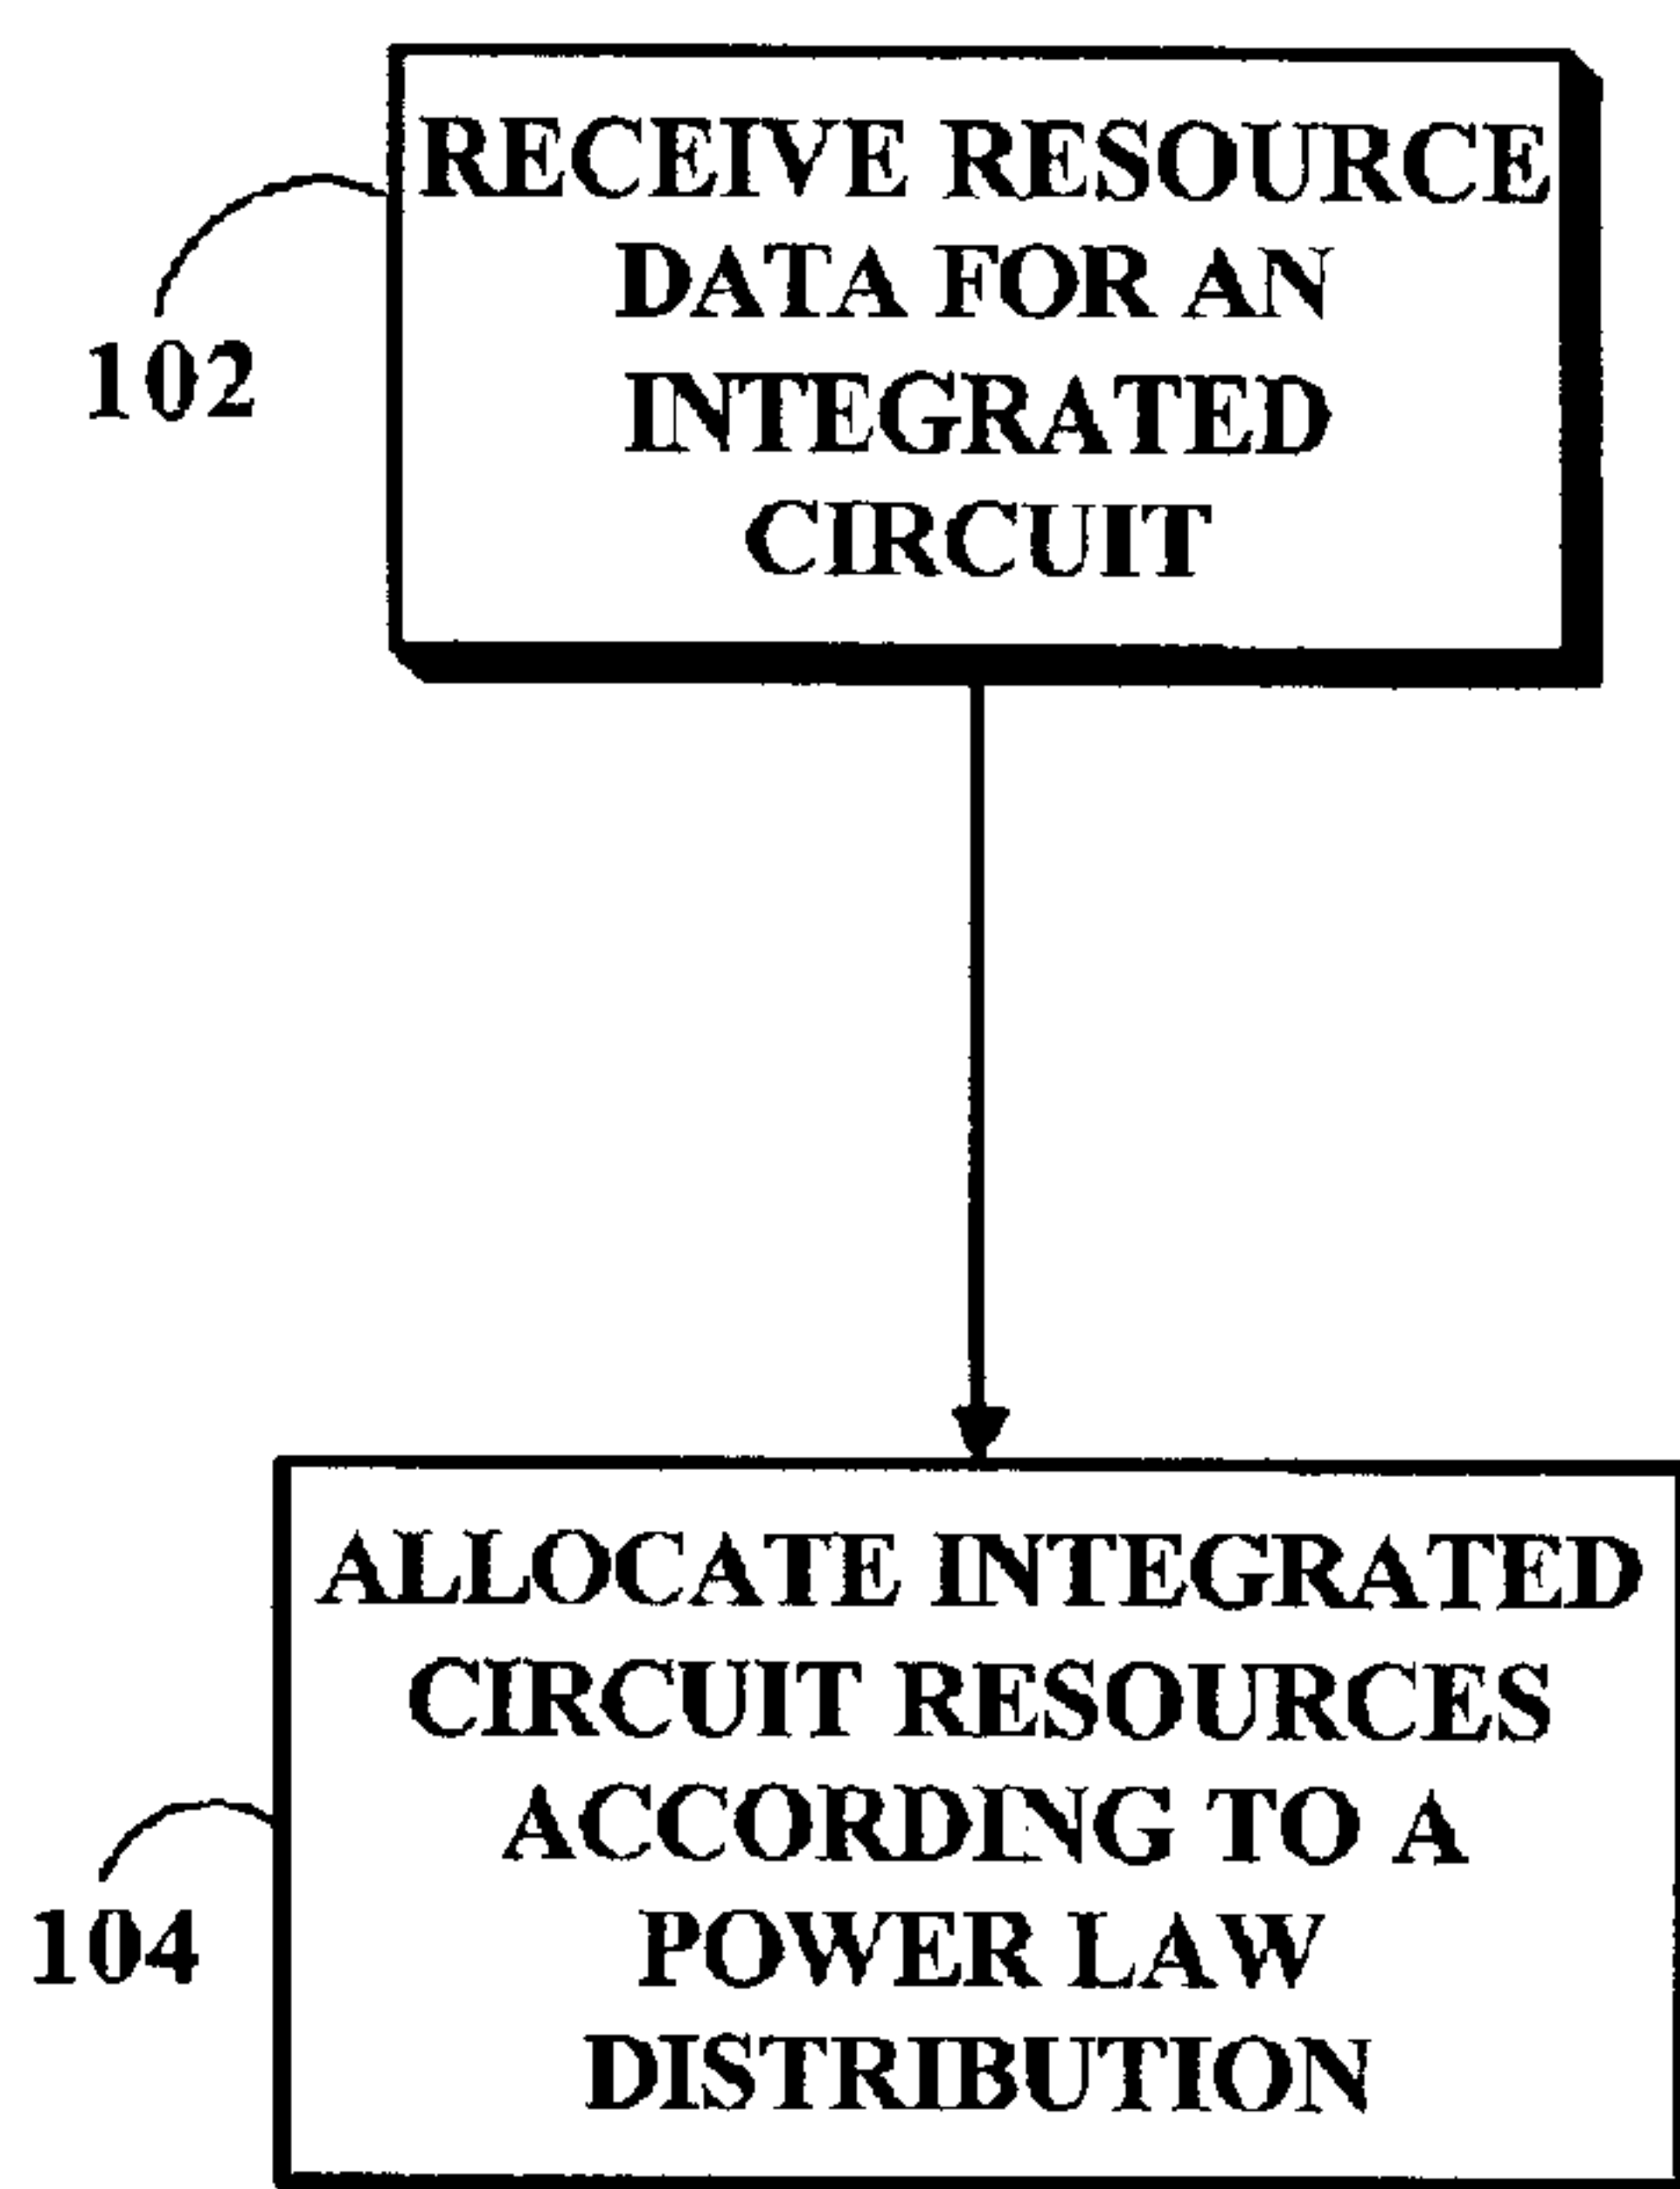 RECEIVE RESOURCE
DATA FOR AN
INTEGRATED
CIRCUIT
102
ALLOCATE INTEGRATED
CIRCUIT RESOURCES
ACCORDING TO A
POWER LAW
DISTRIBUTION
104